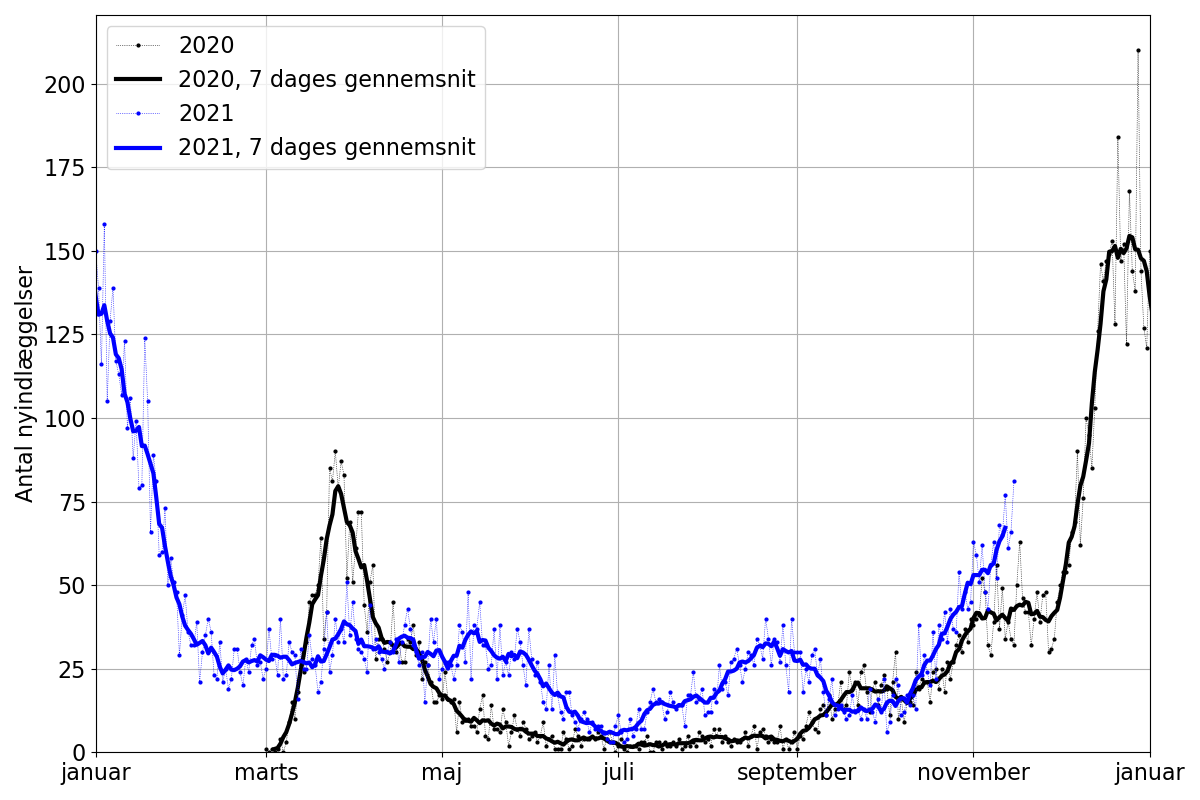 2020
2020, 7 dages gennemsnit
2021
2021, 7 dages gennemsnit
Antal nyindlæggelser
200
175
150
125
100
75
50
25
0
januar marts maj juli september november januar